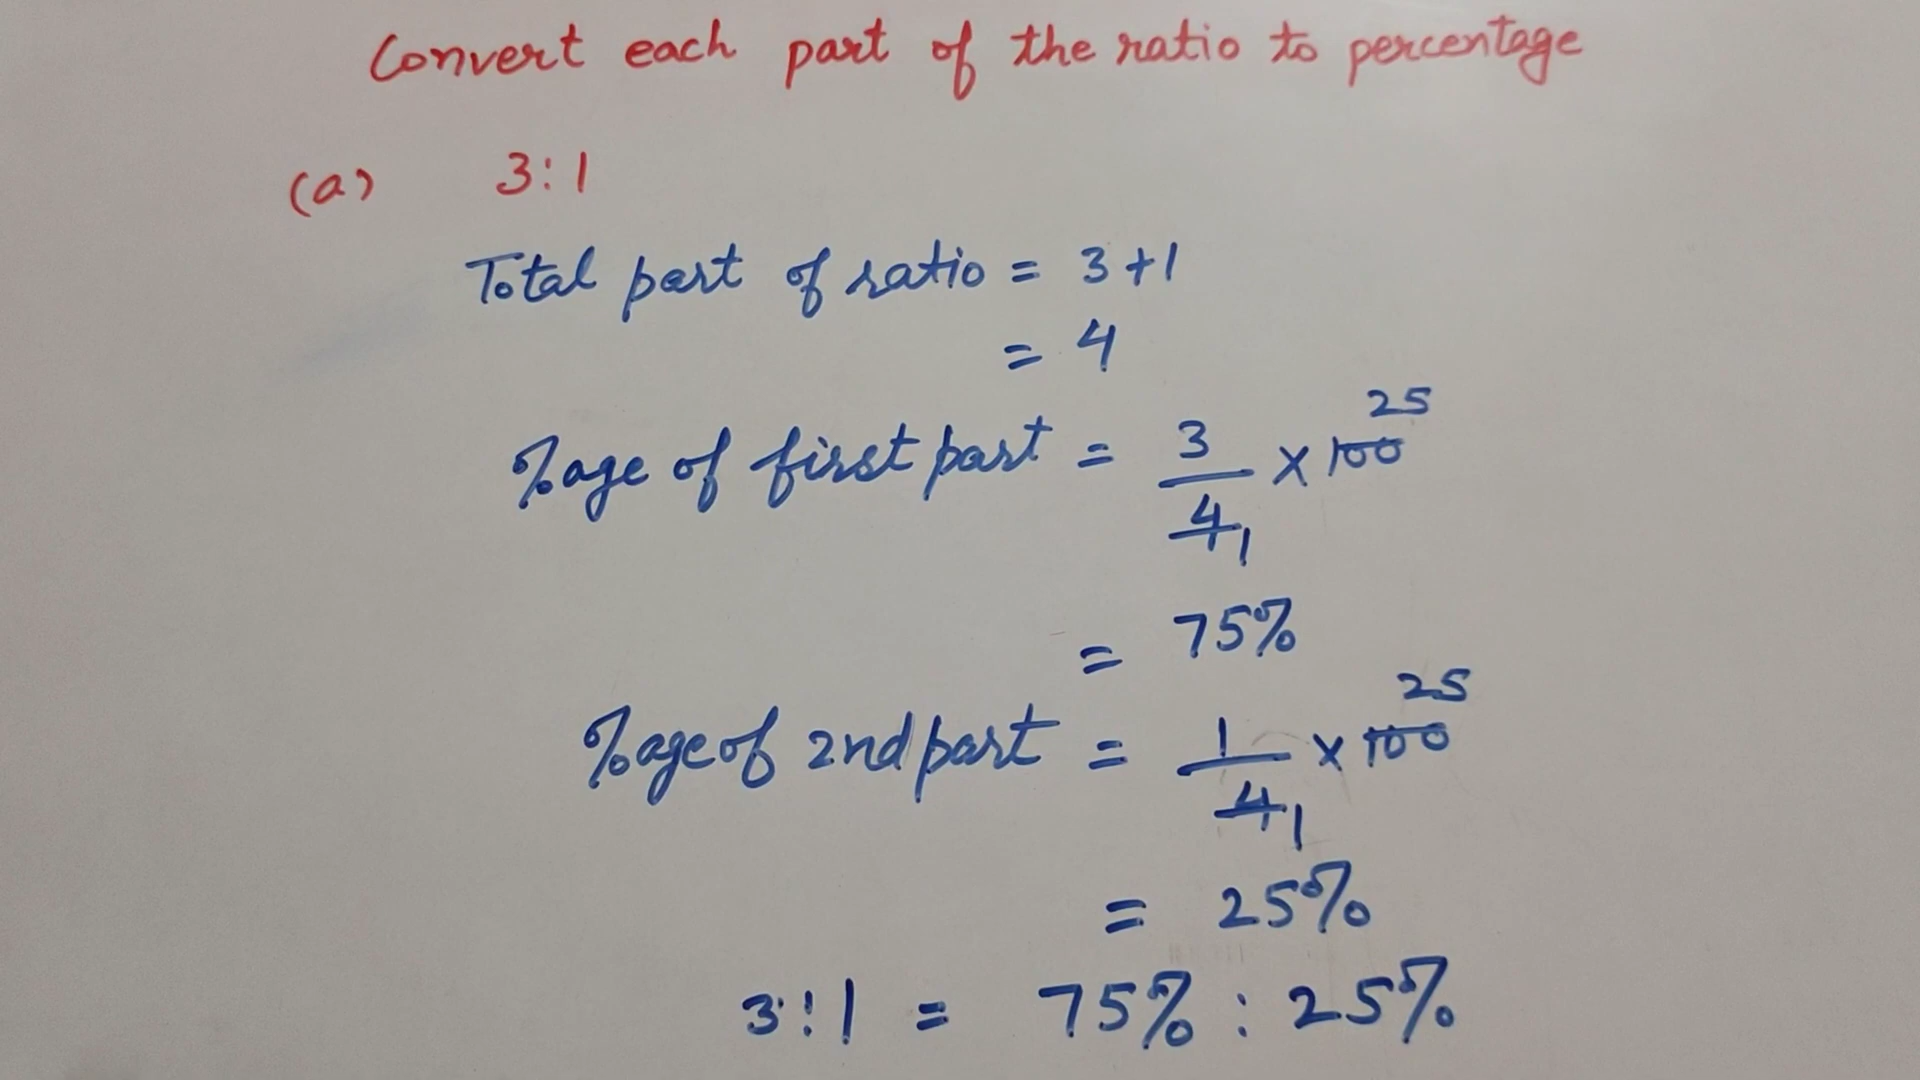 Convert each part of the ratio to percentage
(a) 3:1
Total part of ratio = 3+1
= 4
%age of first part = 3/4 1 × 100 25
= 75%
%age of 2nd part = 1/4 1 × 100 25
= 25%
3:1 = 75% : 25%